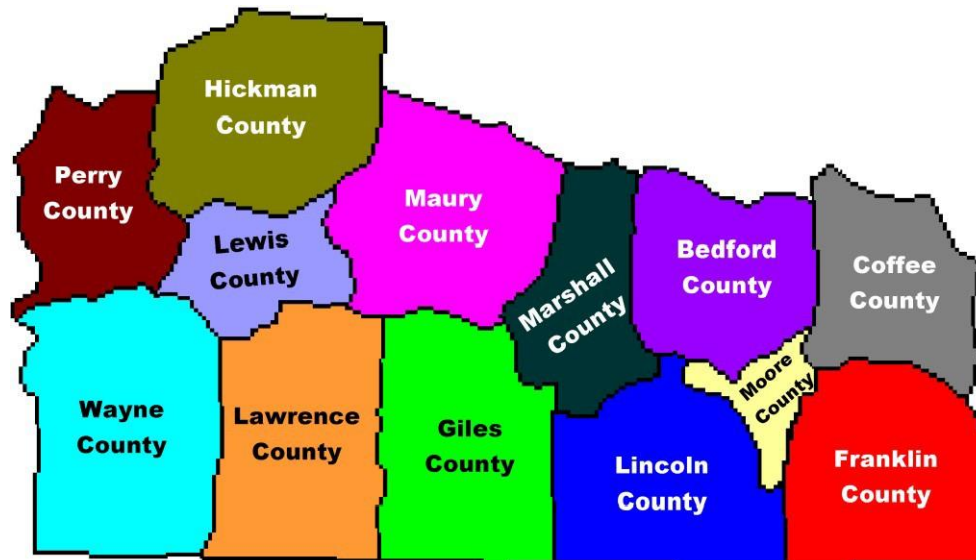 Hickman
County
Perry
County
Maury
County
Lewis
County
Bedford
County
Coffee
County
Marshall
County
Moore
County
Wayne
County
Lawrence
County
Giles
County
Lincoln
County
Franklin
County